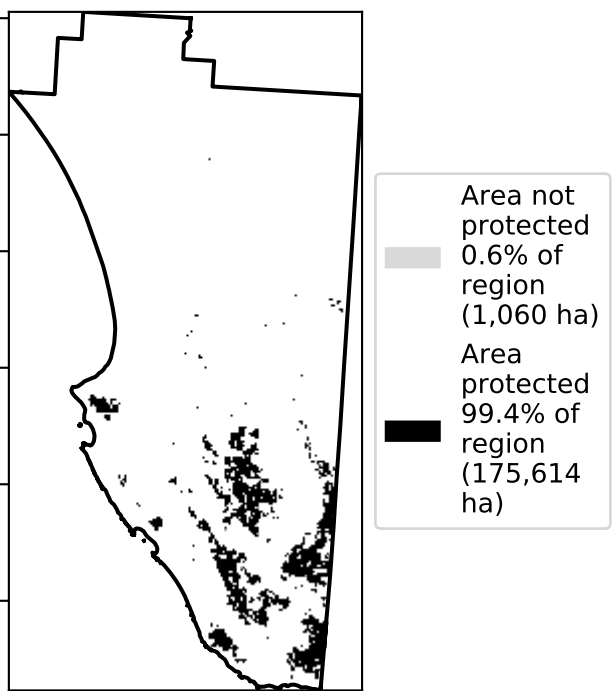 Area not
protected
0.6% of
region
(1,060 ha)
Area
protected
99.4% of
region
(175,614
ha)